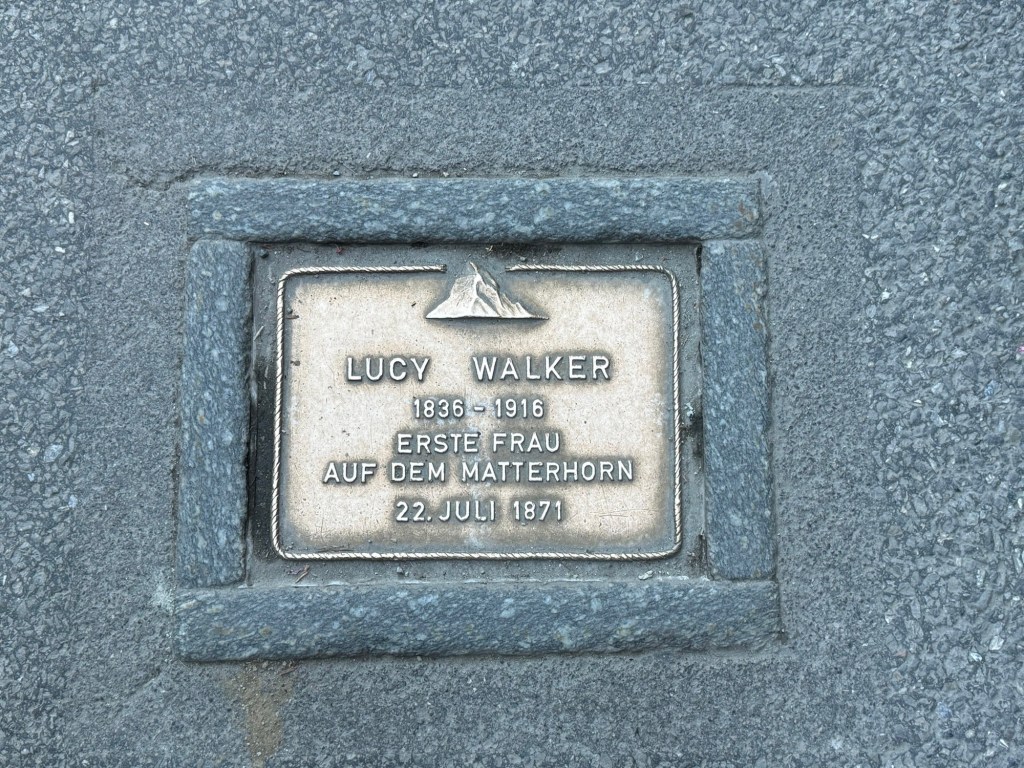 LUCY WALKER
1836 - 1916
ERSTE FRAU
AUF DEM MATTERHORN
22. JULI 1871